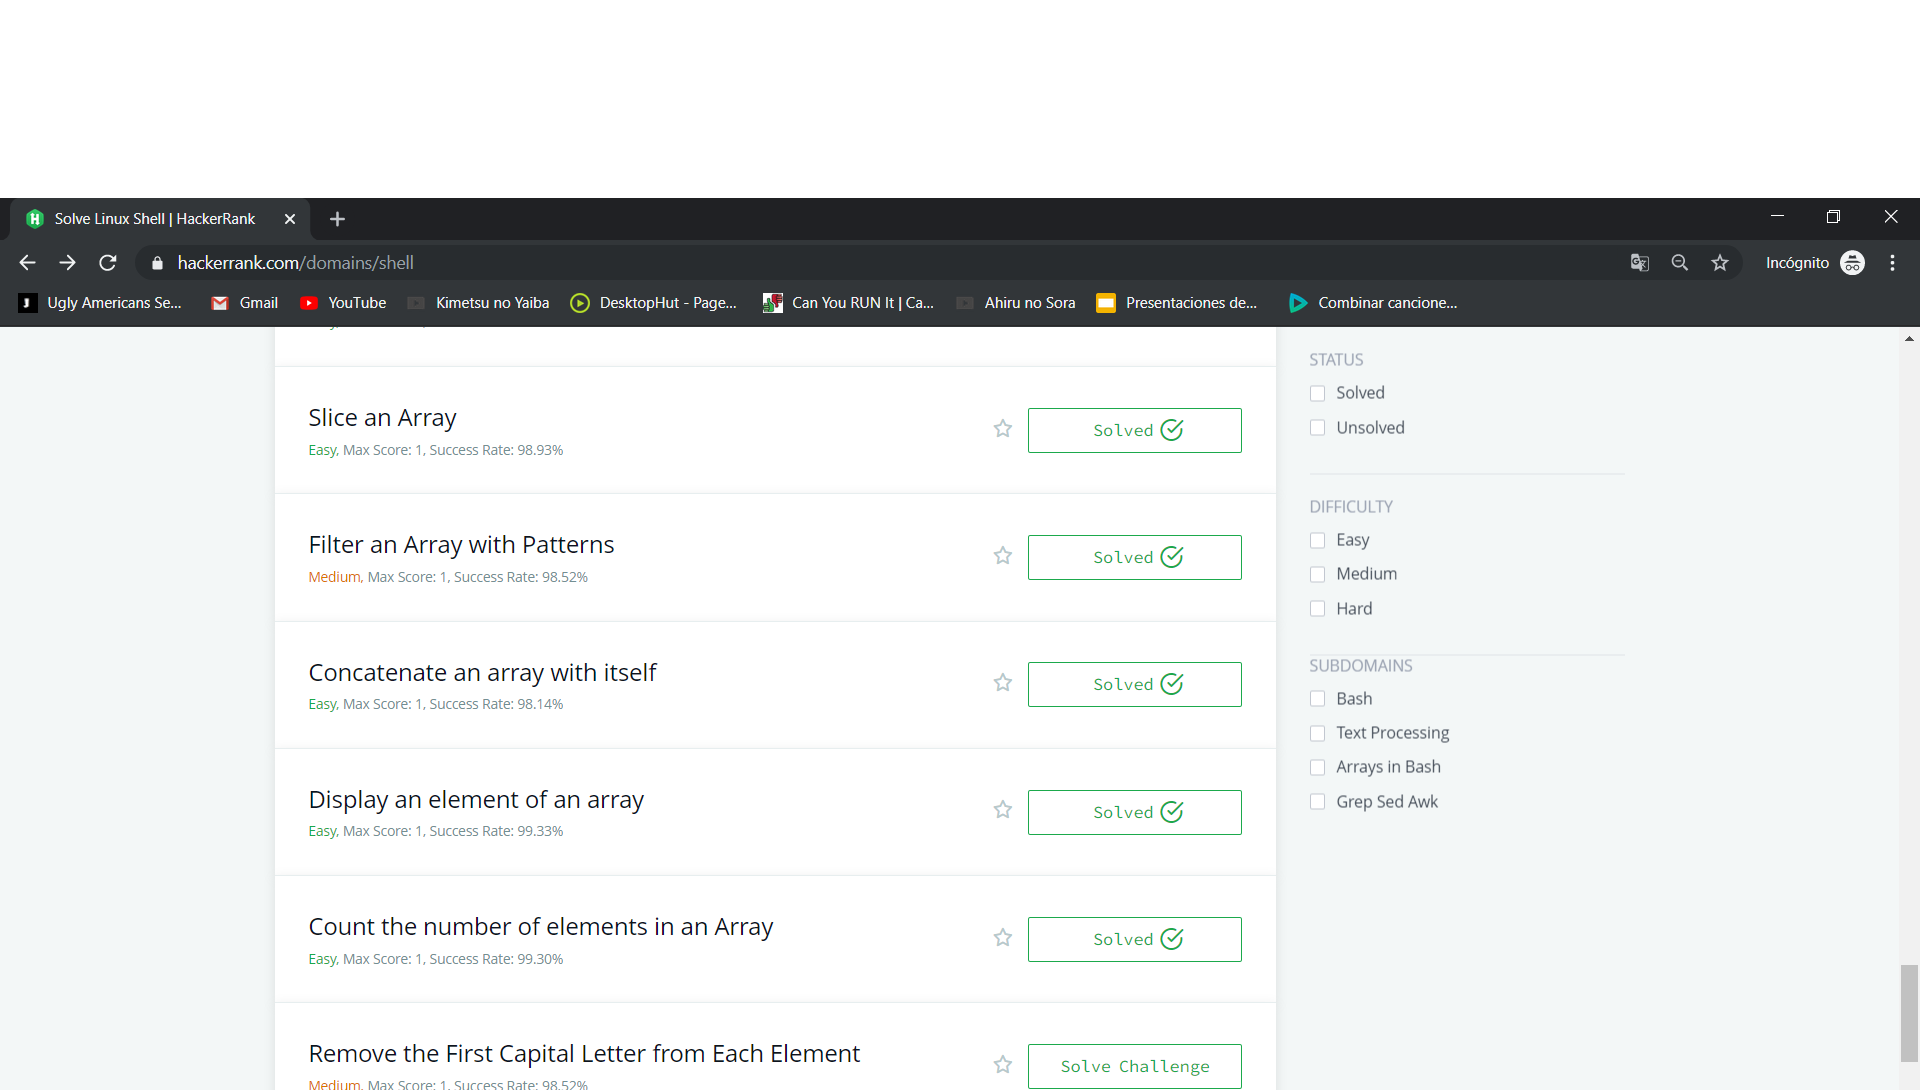 Solve Linux Shell | HackerRank
hackerrank.com/domains/shell
Incógnito
Ugly Americans Se...
Gmail
YouTube
Kimetsu no Yaiba
DesktopHut - Page...
Can You RUN It | Ca...
Ahiru no Sora
Presentaciones de...
Combinar cancione...
Slice an Array
Easy, Max Score: 1, Success Rate: 98.93%
Solved
Filter an Array with Patterns
Medium, Max Score: 1, Success Rate: 98.52%
Solved
Concatenate an array with itself
Easy, Max Score: 1, Success Rate: 98.14%
Solved
Display an element of an array
Easy, Max Score: 1, Success Rate: 99.33%
Solved
Count the number of elements in an Array
Easy, Max Score: 1, Success Rate: 99.30%
Solved
Remove the First Capital Letter from Each Element
Medium, Max Score: 1, Success Rate: 98.52%
Solve Challenge
STATUS
Solved
Unsolved
DIFFICULTY
Easy
Medium
Hard
SUBDOMAINS
Bash
Text Processing
Arrays in Bash
Grep Sed Awk